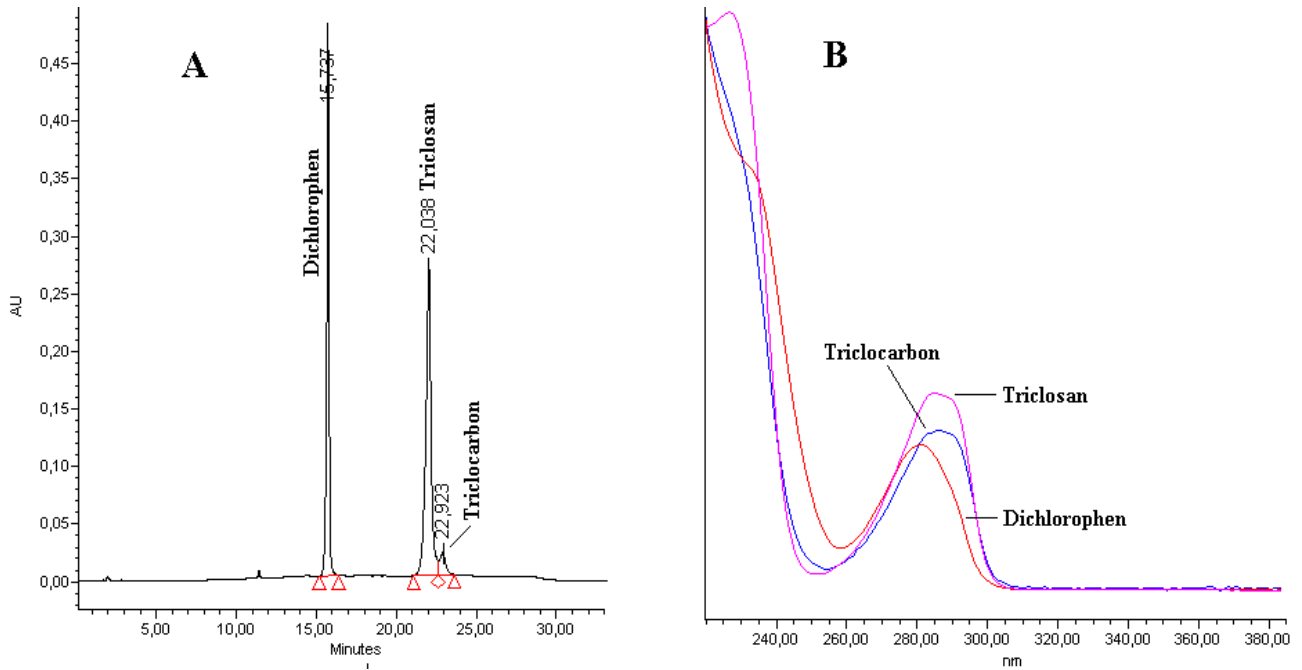 A
0,45
0,40
0,35
0,30
0,25
0,20
0,15
0,10
0,05
0,00
AU
15,737
Dichlorophen
22,038 Triclosan
22,923
Triclocarbon
5,00 10,00 15,00 20,00 25,00 30,00
Minutes
B
Triclocarbon
Triclosan
Dichlorophen
240,00 260,00 280,00 300,00 320,00 340,00 360,00 380,00
nm